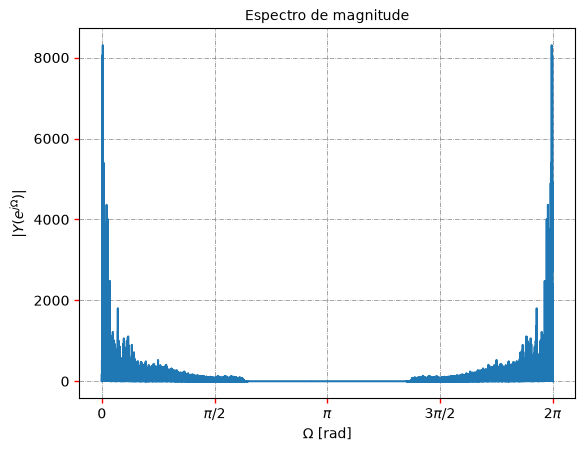 Espectro de magnitude
8000
6000
4000
2000
0
|Y(e^{jΩ})|
0 π/2 π 3π/2 2π
Ω [rad]